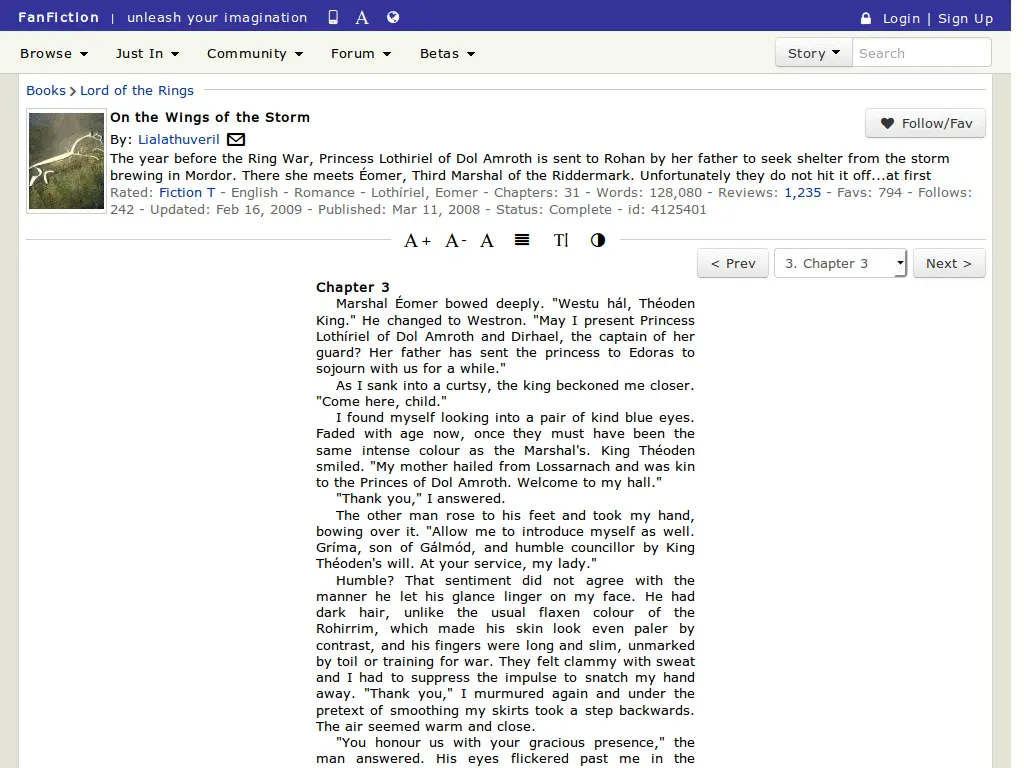 FanFiction | unleash your imagination
Login | Sign Up
Browse Just In Community Forum Betas
Story Search
Books Lord of the Rings
On the Wings of the Storm
Follow/Fav
By: Lialathuveril
The year before the Ring War, Princess Lothiriel of Dol Amroth is sent to Rohan by her father to seek shelter from the storm
brewing in Mordor. There she meets Éomer, Third Marshal of the Riddermark. Unfortunately they do not hit it off...at first
Rated: Fiction T - English - Romance - Lothíriel, Eomer - Chapters: 31 - Words: 128,080 - Reviews: 1,235 - Favs: 794 - Follows:
242 - Updated: Feb 16, 2009 - Published: Mar 11, 2008 - Status: Complete - id: 4125401
A + A - A T
< Prev 3. Chapter 3 Next >
Chapter 3
Marshal Éomer bowed deeply. "Westu hál, Théoden
King." He changed to Westron. "May I present Princess
Lothíriel of Dol Amroth and Dirhael, the captain of her
guard? Her father has sent the princess to Edoras to
sojourn with us for a while."
As I sank into a curtsy, the king beckoned me closer.
"Come here, child."
I found myself looking into a pair of kind blue eyes.
Faded with age now, once they must have been the
same intense colour as the Marshal's. King Théoden
smiled. "My mother hailed from Lossarnach and was kin
to the Princes of Dol Amroth. Welcome to my hall."
"Thank you," I answered.
The other man rose to his feet and took my hand,
bowing over it. "Allow me to introduce myself as well.
Gríma, son of Gálmód, and humble councillor by King
Théoden's will. At your service, my lady."
Humble? That sentiment did not agree with the
manner he let his glance linger on my face. He had
dark hair, unlike the usual flaxen colour of the
Rohirrim, which made his skin look even paler by
contrast, and his fingers were long and slim, unmarked
by toil or training for war. They felt clammy with sweat
and I had to suppress the impulse to snatch my hand
away. "Thank you," I murmured again and under the
pretext of smoothing my skirts took a step backwards.
The air seemed warm and close.
"You honour us with your gracious presence," the
man answered. His eyes flickered past me in the